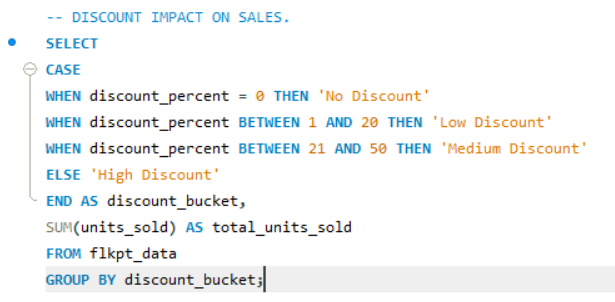 -- DISCOUNT IMPACT ON SALES.
SELECT
CASE
WHEN discount_percent = 0 THEN 'No Discount'
WHEN discount_percent BETWEEN 1 AND 20 THEN 'Low Discount'
WHEN discount_percent BETWEEN 21 AND 50 THEN 'Medium Discount'
ELSE 'High Discount'
END AS discount_bucket,
SUM(units_sold) AS total_units_sold
FROM flkpt_data
GROUP BY discount_bucket;